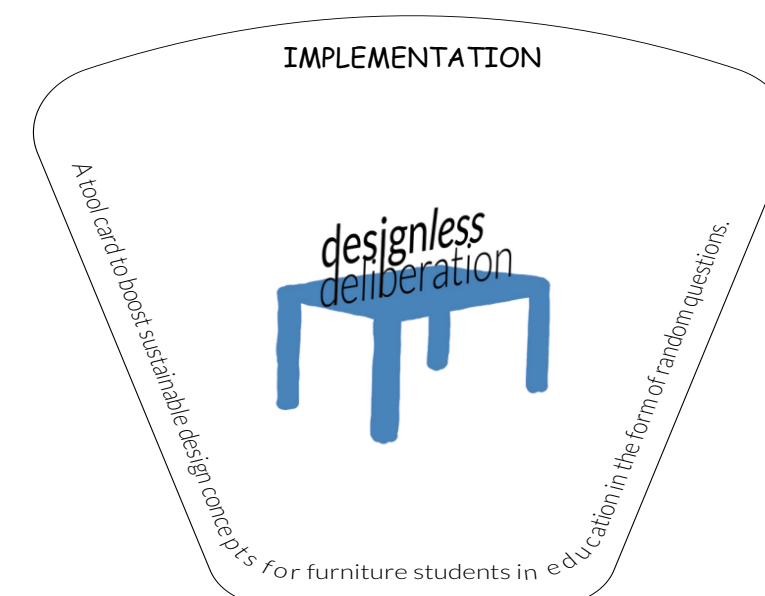 IMPLEMENTATION
designless
deliberation
A tool card to boost sustainable design concepts for furniture students in education in the form of random questions.